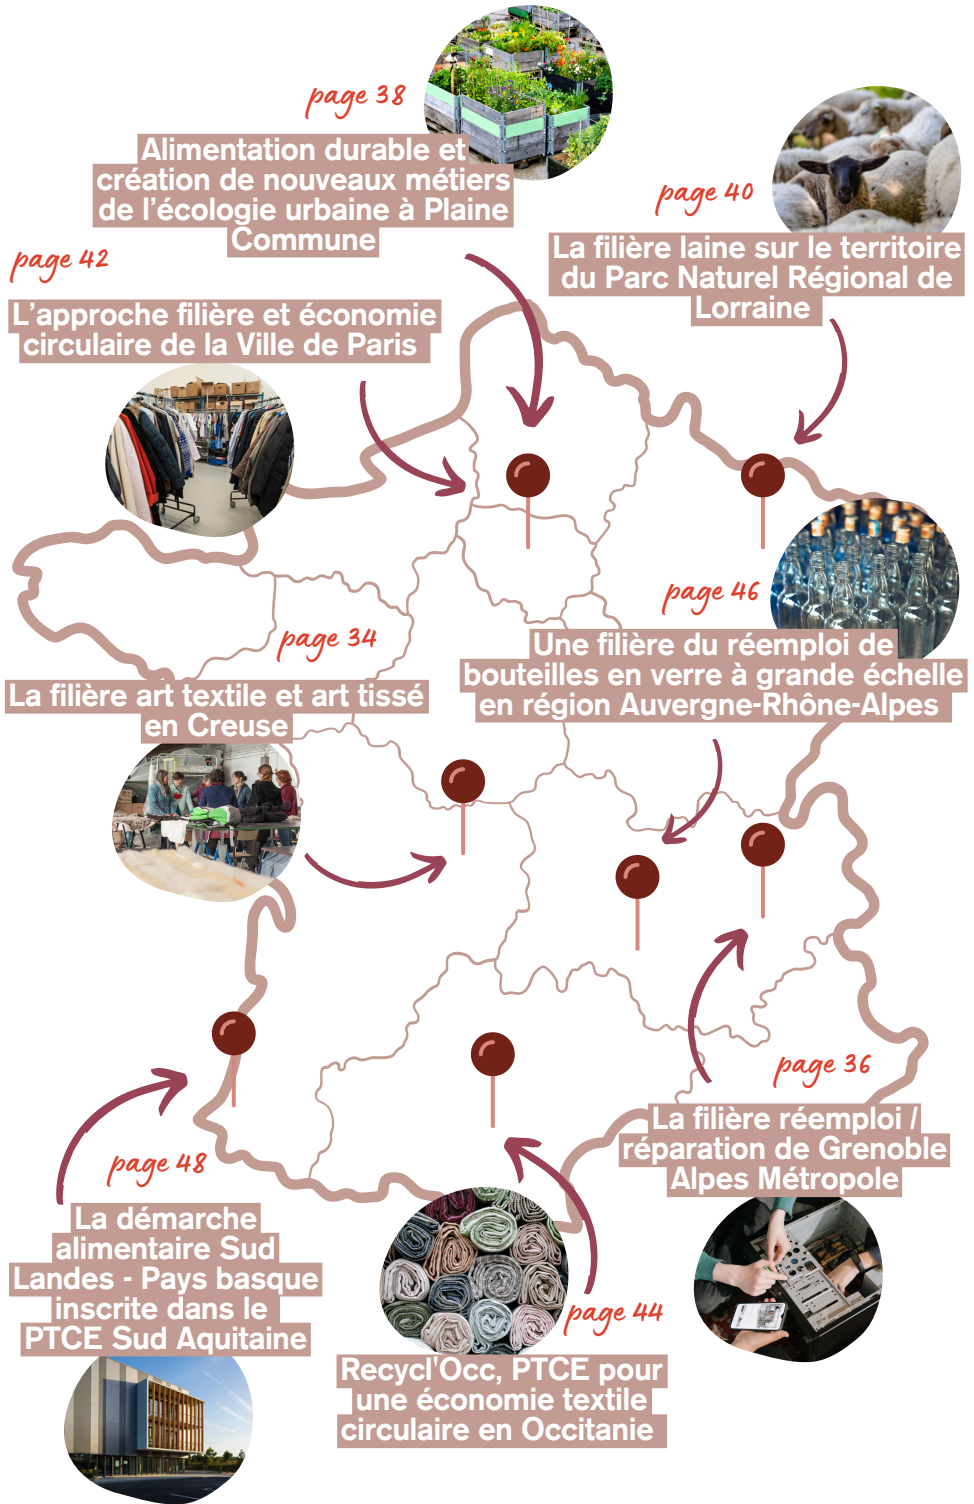 page 38
Alimentation durable et
création de nouveaux métiers
de l’écologie urbaine à Plaine
Commune
page 40
La filière laine sur le territoire
du Parc Naturel Régional de
Lorraine
page 42
L’approche filière et économie
circulaire de la Ville de Paris
page 46
Une filière du réemploi de
bouteilles en verre à grande échelle
en région Auvergne-Rhône-Alpes
page 34
La filière art textile et art tissé
en Creuse
page 36
La filière réemploi /
réparation de Grenoble
Alpes Métropole
page 48
La démarche
alimentaire Sud
Landes - Pays basque
inscrite dans le
PTCE Sud Aquitaine
page 44
Recycl'Occ, PTCE pour
une économie textile
circulaire en Occitanie